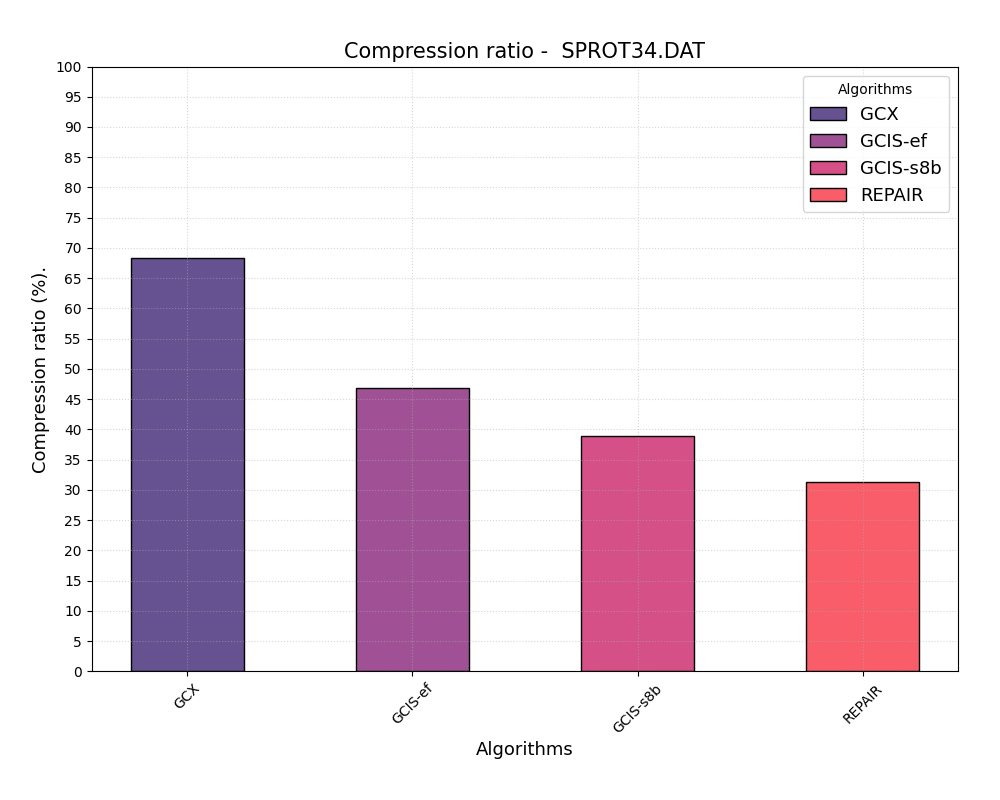 Compression ratio -  SPROT34.DAT
Compression ratio (%).
100
95
90
85
80
75
70
65
60
55
50
45
40
35
30
25
20
15
10
5
0
Algorithms
GCX
GCIS-ef
GCIS-s8b
REPAIR
GCX
GCIS-ef
GCIS-s8b
REPAIR
Algorithms